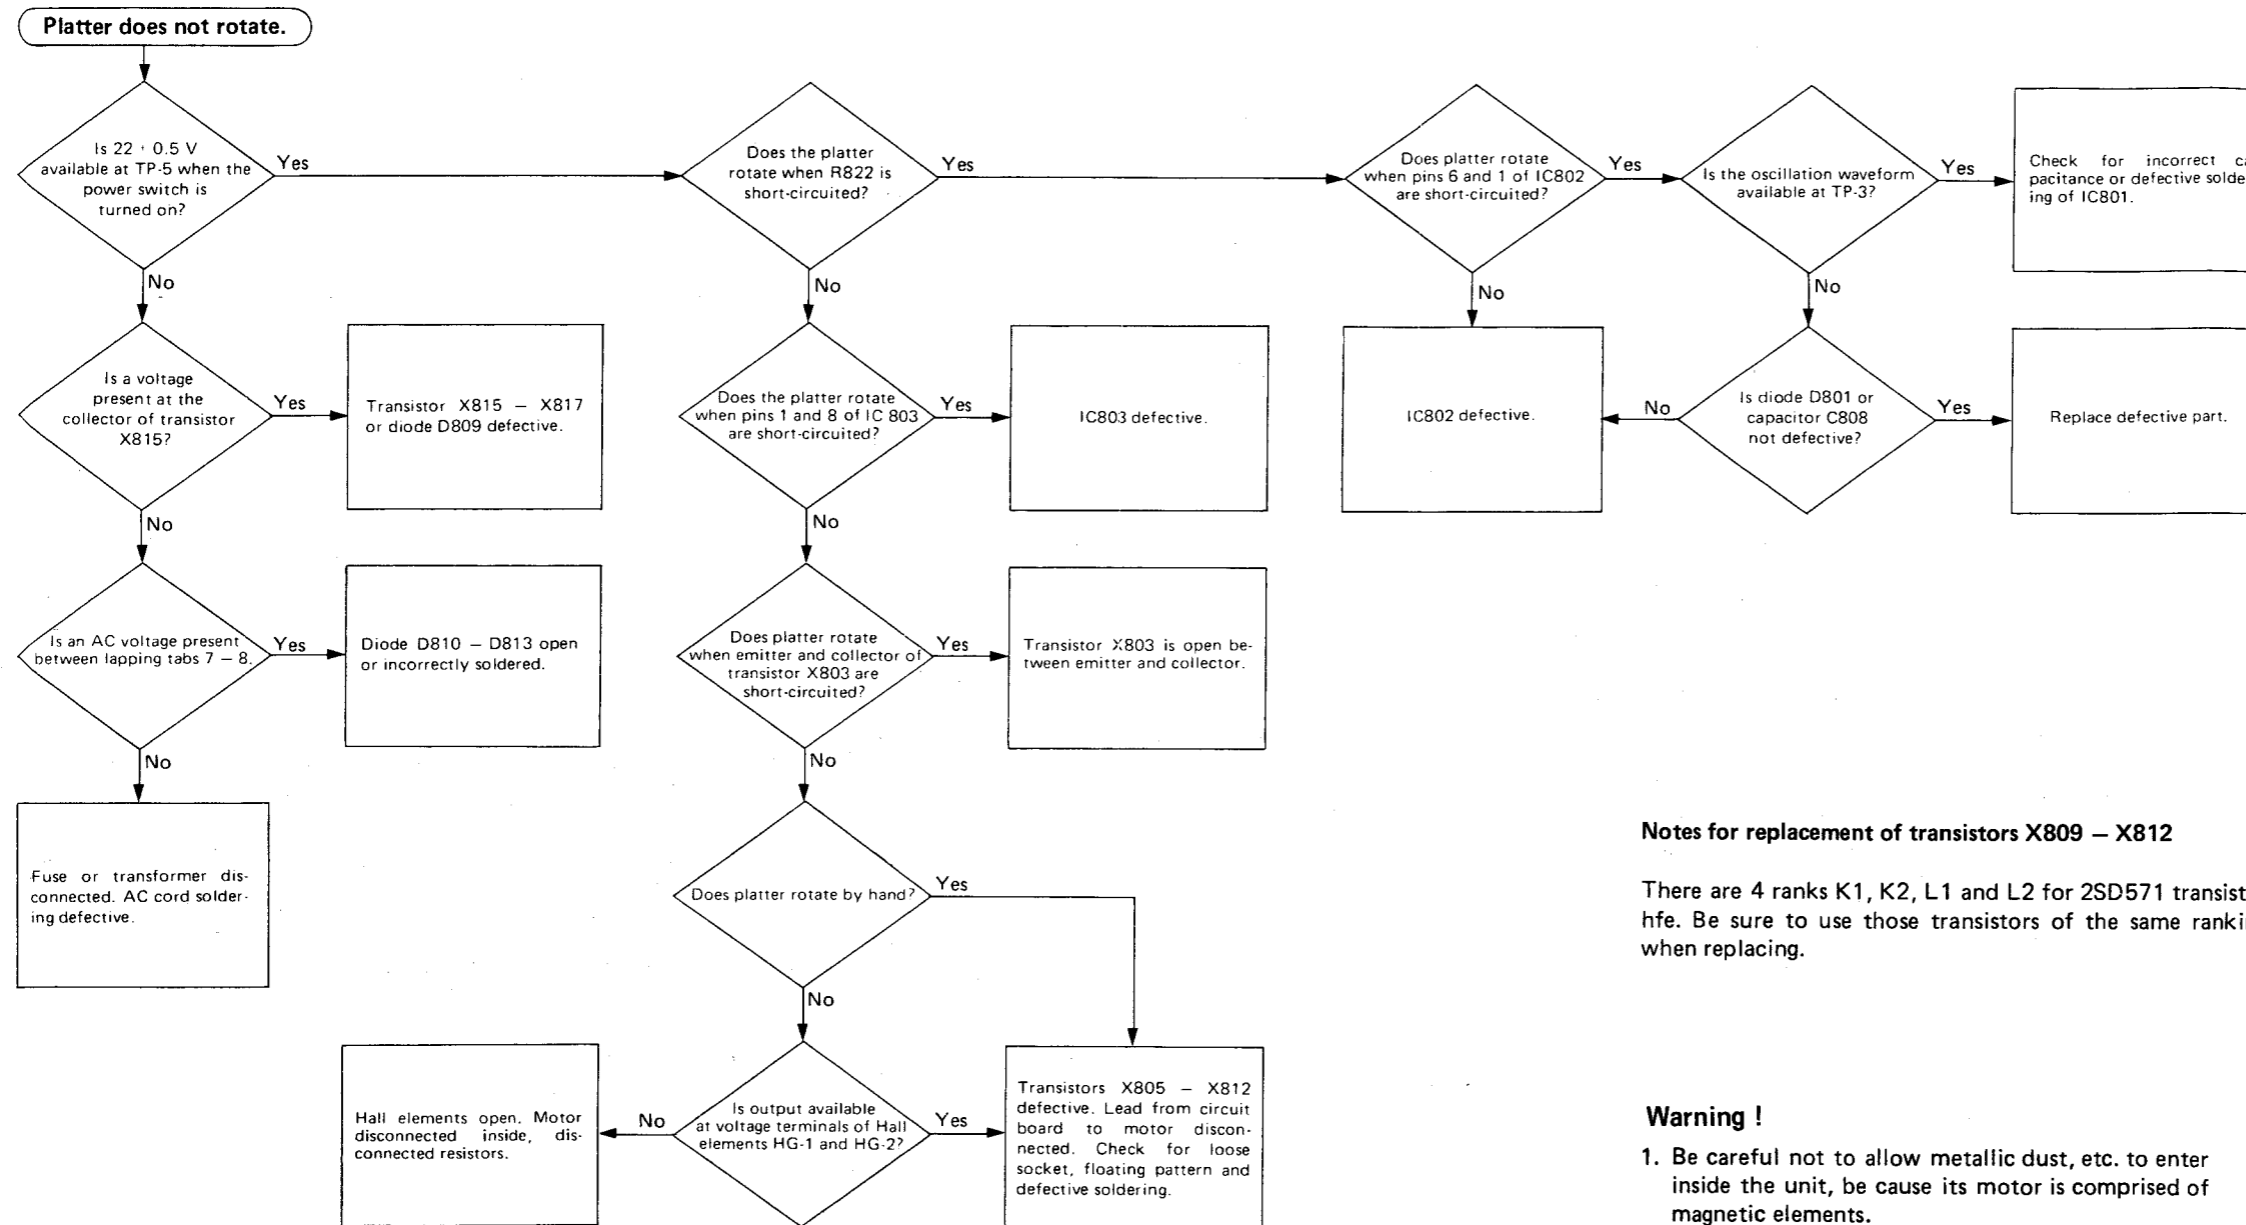 Platter does not rotate.
Is 22 + 0.5 V
available at TP-5 when the
power switch is
turned on?
Yes
No
Is a voltage
present at the
collector of transistor
X815?
Yes
Transistor X815 – X817
or diode D809 defective.
No
Is an AC voltage present
between lapping tabs 7 – 8.
Yes
Diode D810 – D813 open
or incorrectly soldered.
No
Fuse or transformer dis-
connected. AC cord solder-
ing defective.
Does the platter
rotate when R822 is
short-circuited?
Yes
No
Does the platter rotate
when pins 1 and 8 of IC 803
are short-circuited?
Yes
IC803 defective.
No
Does platter rotate
when emitter and collector of
transistor X803 are
short-circuited?
Yes
Transistor X803 is open be-
tween emitter and collector.
No
Does platter rotate by hand?
Yes
No
Is output available
at voltage terminals of Hall
elements HG-1 and HG-2?
No
Hall elements open. Motor
disconnected inside, dis-
connected resistors.
Yes
Transistors X805 – X812
defective. Lead from circuit
board to motor discon-
nected. Check for loose
socket, floating pattern and
defective soldering.
Does platter rotate
when pins 6 and 1 of IC802
are short-circuited?
Yes
No
IC802 defective.
Is the oscillation waveform
available at TP-3?
Yes
Check for incorrect ca
pacitance or defective solde
ing of IC801.
No
Is diode D801 or
capacitor C808
not defective?
No
Yes
Replace defective part.
Notes for replacement of transistors X809 – X812
There are 4 ranks K1, K2, L1 and L2 for 2SD571 transist
hfe. Be sure to use those transistors of the same ranki
when replacing.
Warning !
1. Be careful not to allow metallic dust, etc. to enter
inside the unit, be cause its motor is comprised of
magnetic elements.